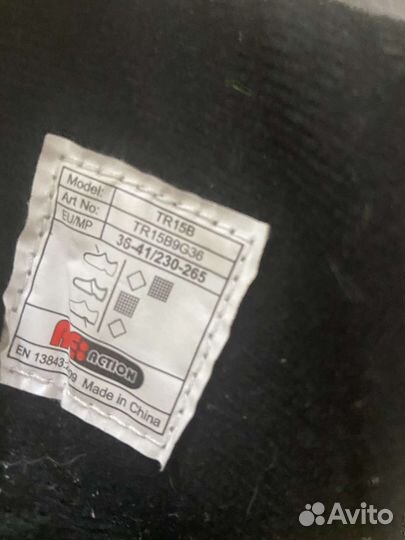 Model: TR15B
Art No: TR15B9G36
EU/MP 36-41/230-265
ACTION
EN 13843: Made in China
Avito